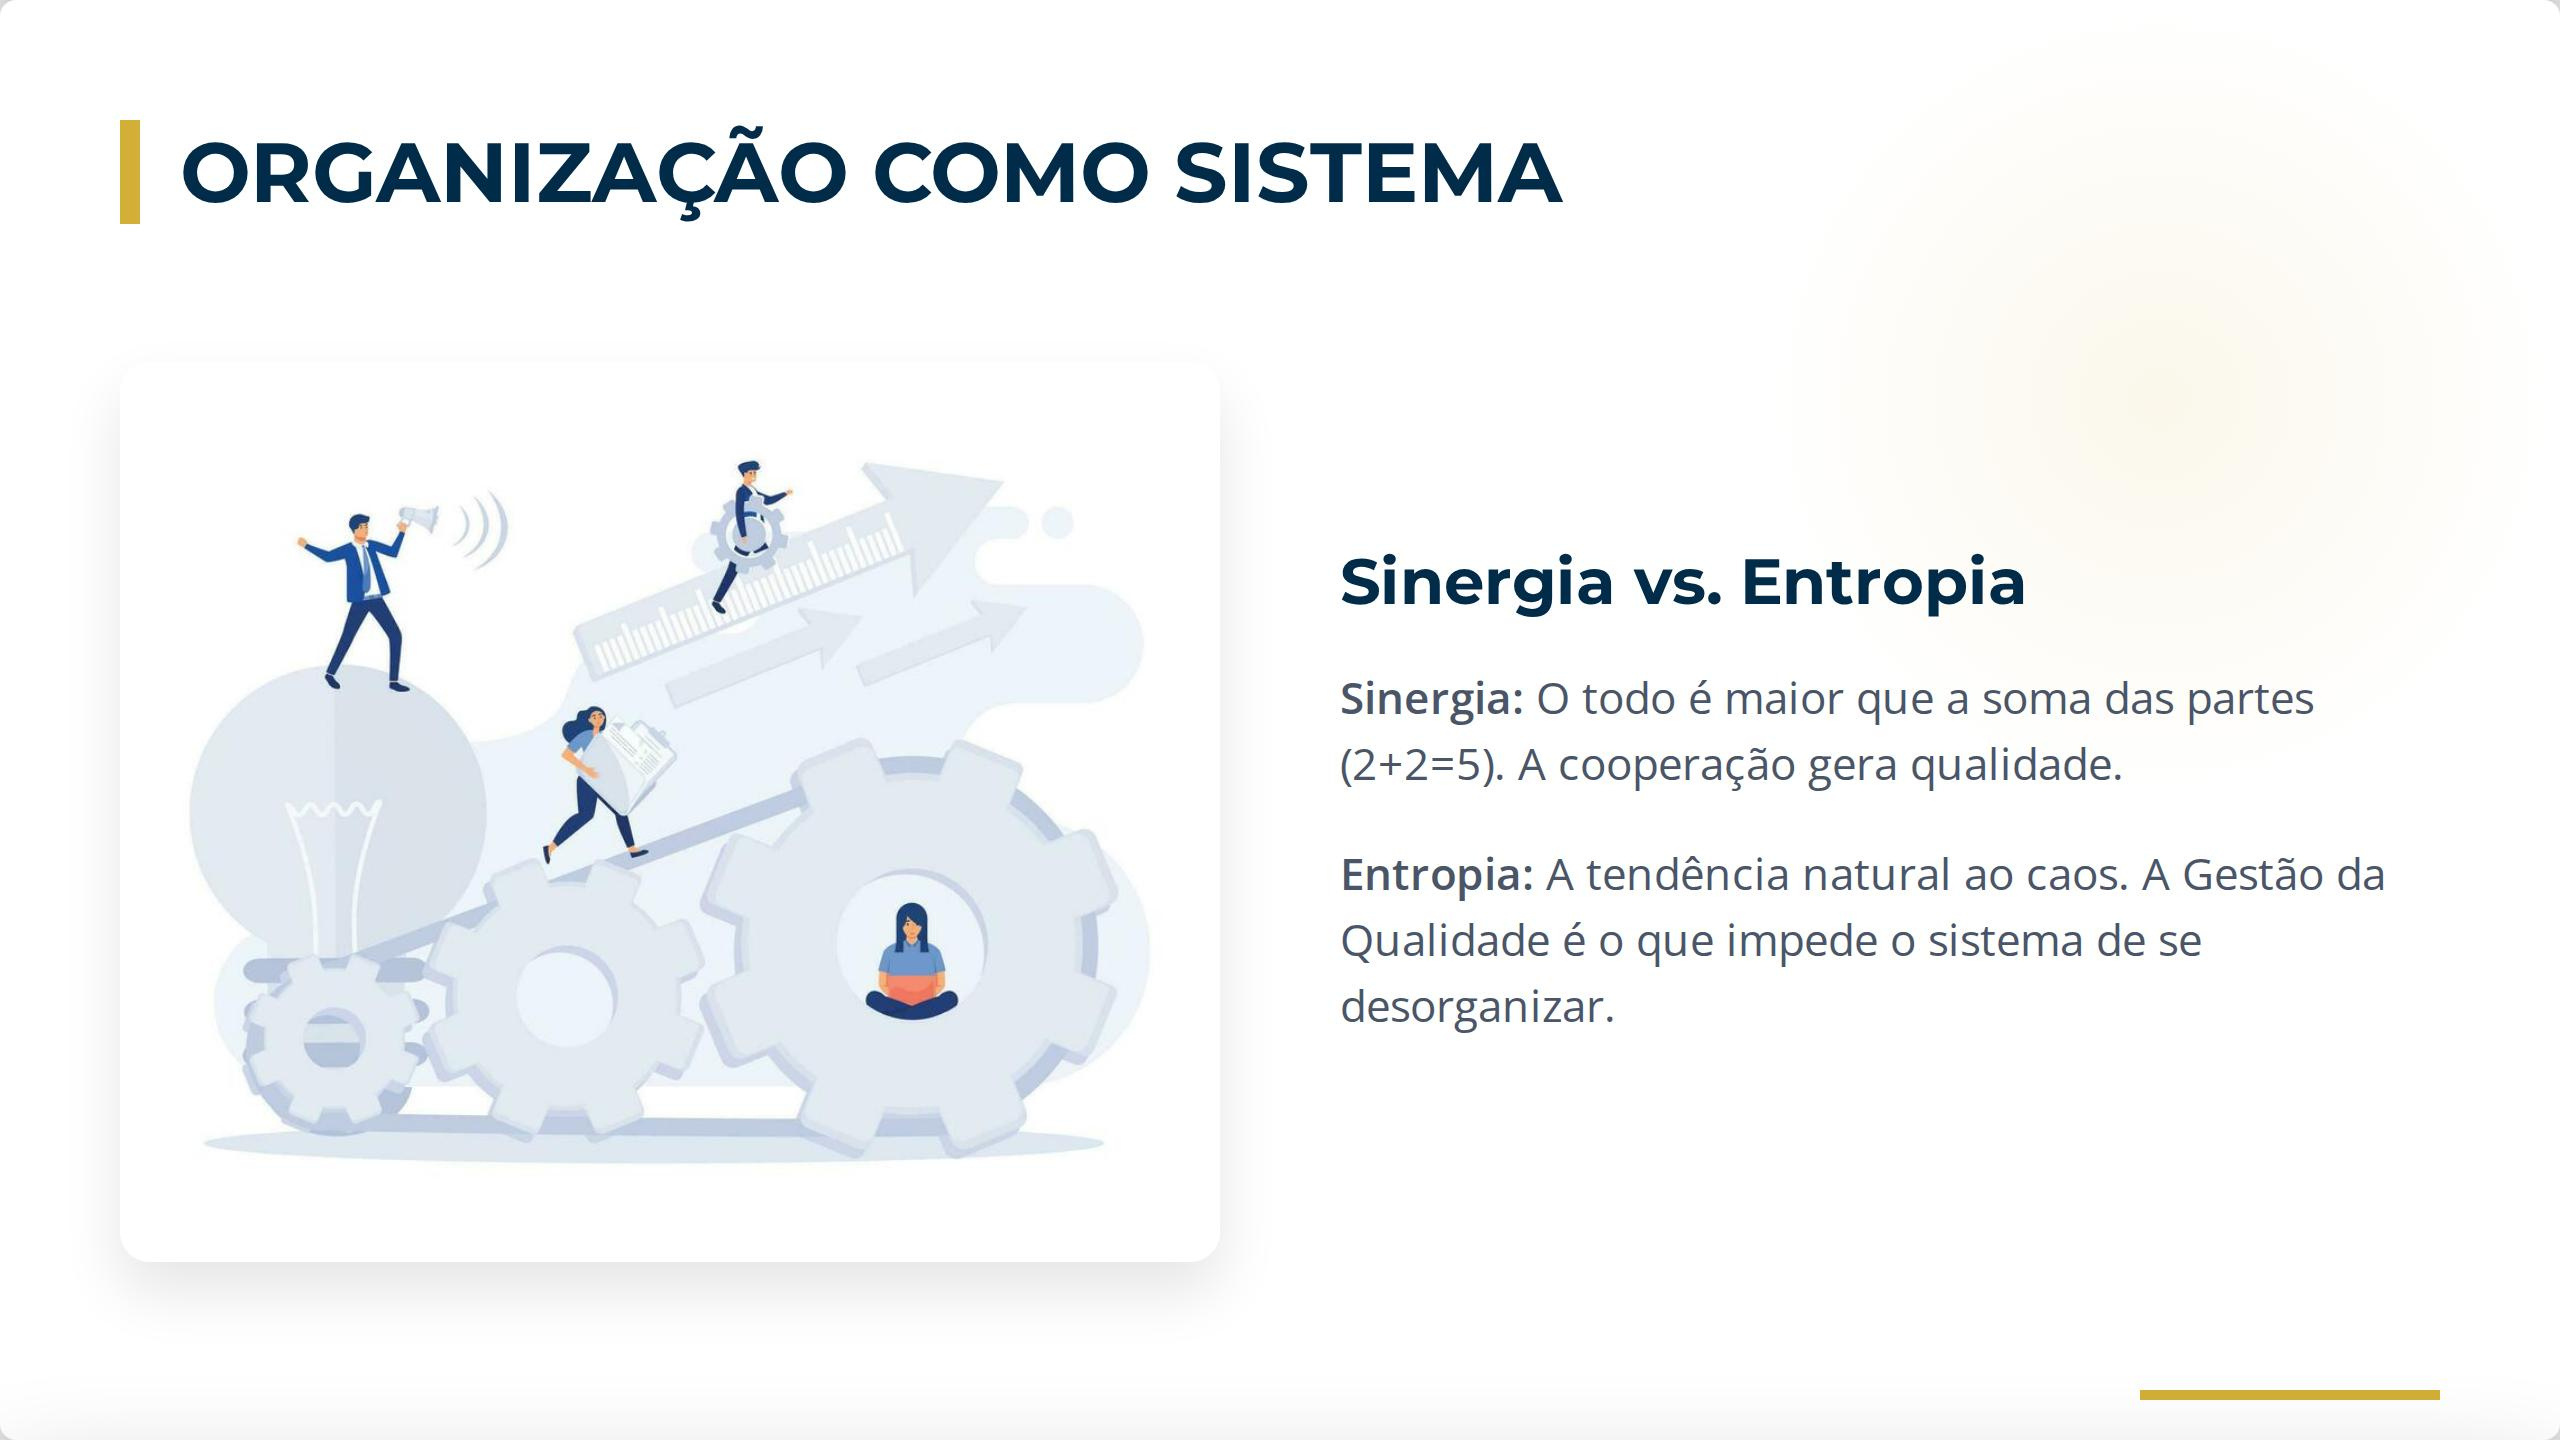 ORGANIZAÇÃO COMO SISTEMA
Sinergia vs. Entropia
Sinergia: O todo é maior que a soma das partes
(2+2=5). A cooperação gera qualidade.
Entropia: A tendência natural ao caos. A Gestão da
Qualidade é o que impede o sistema de se
desorganizar.